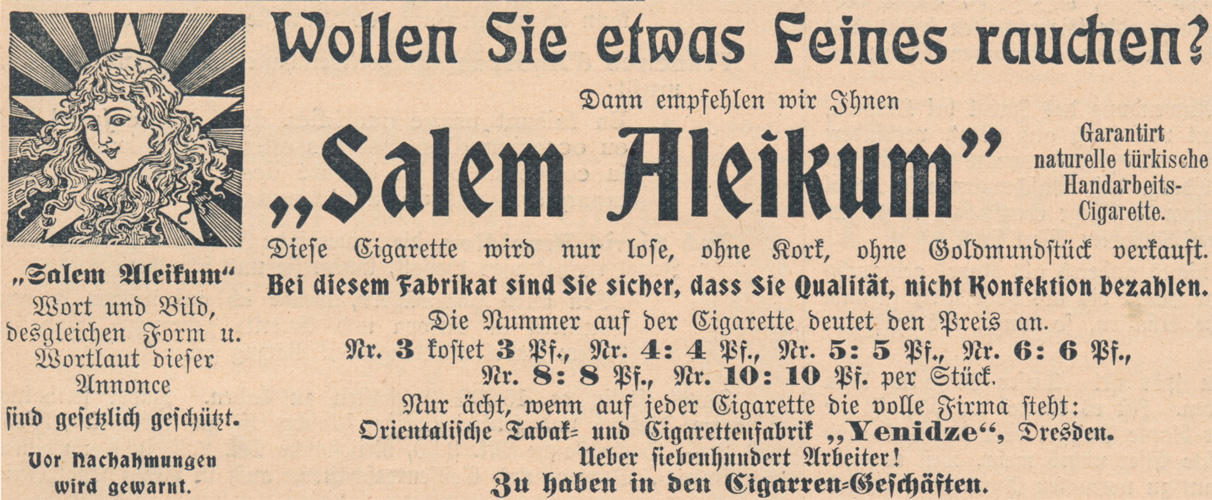 Wollen Sie etwas Feines rauchen?
Dann empfehlen wir Ihnen
„Salem Aleikum”
Garantirt
naturelle türkische
Handarbeits-
Cigarette.
Diese Cigarette wird nur lose, ohne Kork, ohne Goldmundstück verkauft.
Bei diesem Fabrikat sind Sie sicher, dass Sie Qualität, nicht Konfektion bezahlen.
Die Nummer auf der Cigarette deutet den Preis an.
Nr. 3 kostet 3 Pf., Nr. 4: 4 Pf., Nr. 5: 5 Pf., Nr. 6: 6 Pf.,
Nr. 8: 8 Pf., Nr. 10: 10 Pf. per Stück.
Nur ächt, wenn auf jeder Cigarette die volle Firma steht:
Orientalische Tabak- und Cigarettenfabrik „Yenidze“, Dresden.
Ueber siebenhundert Arbeiter!
Zu haben in den Cigarren-Geschäften.
„Salem Aleikum“
Wort und Bild,
desgleichen Form u.
Wortlaut dieser
Annonce
sind gesetzlich geschützt.
Vor Nachahmungen
wird gewarnt.